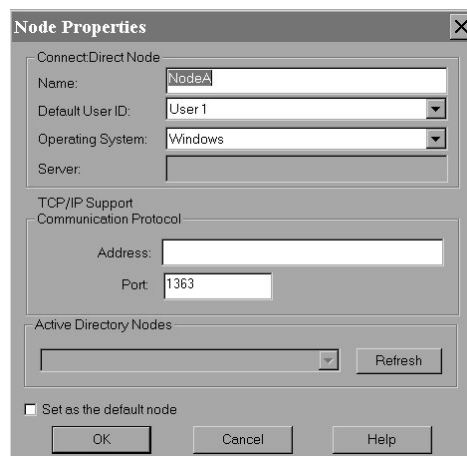 Node Properties
Connect:Direct Node
Name: NodeA
Default User ID: User 1
Operating System: Windows
Server:
TCP/IP Support
Communication Protocol
Address:
Port: 1363
Active Directory Nodes
Refresh
Set as the default node
OK Cancel Help